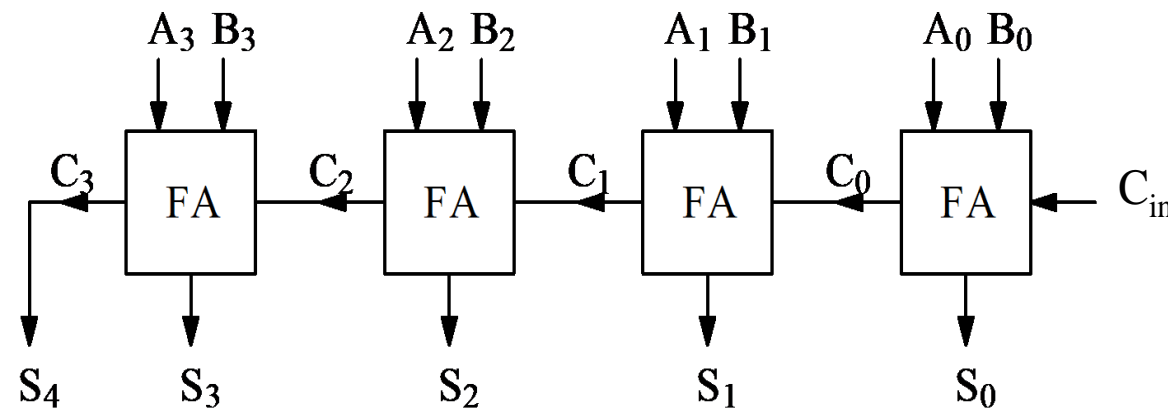 A₃ B₃ A₂ B₂ A₁ B₁ A₀ B₀
C₃ FA C₂ FA C₁ FA C₀ FA C_in
S₄ S₃ S₂ S₁ S₀